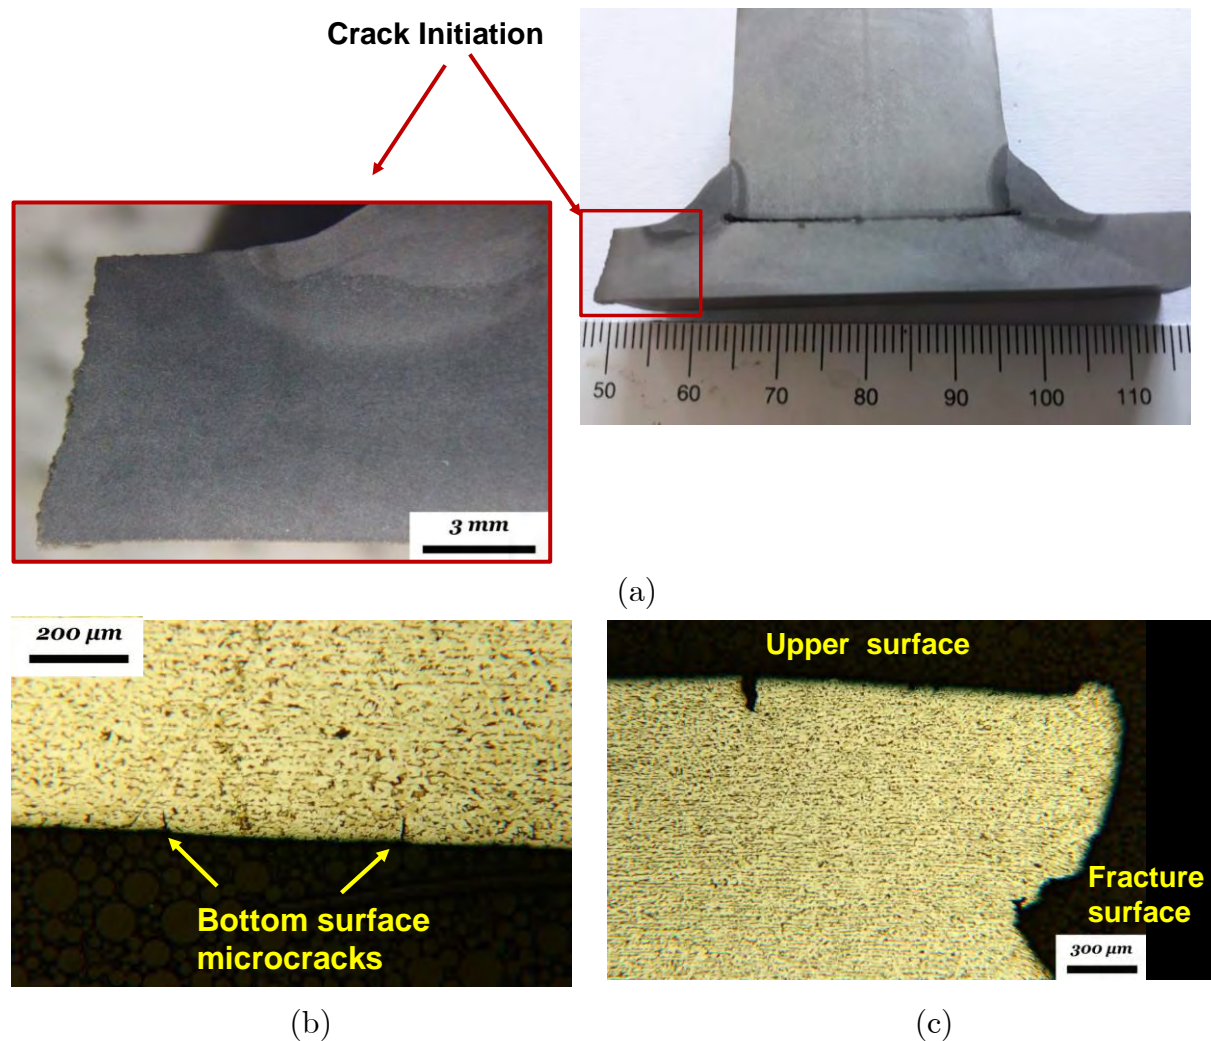 Crack Initiation
3 mm
50 60 70 80 90 100 110
(a)
200 μm
Bottom surface
microcracks
(b)
Upper surface
Fracture
surface
300 μm
(c)